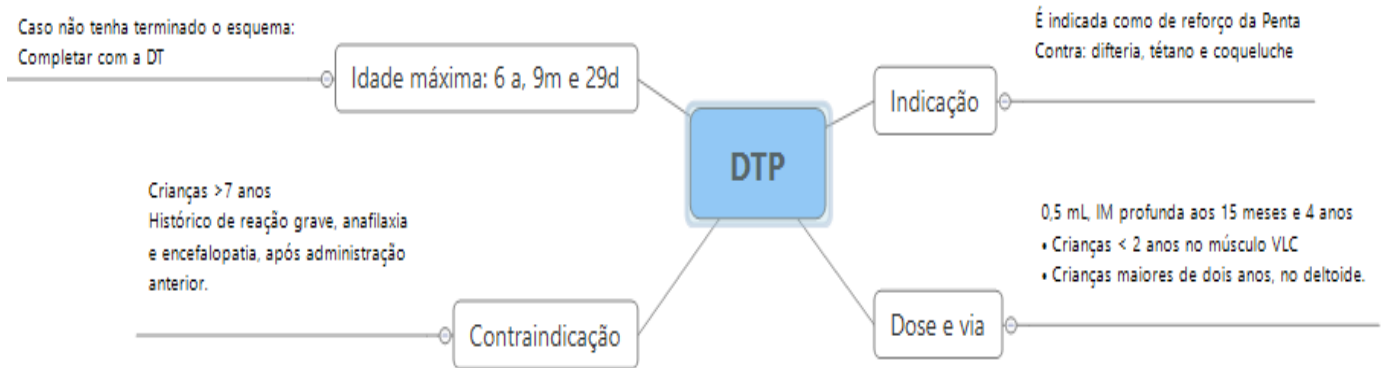 Caso não tenha terminado o esquema:
Completar com a DT
Idade máxima: 6 a, 9m e 29d
É indicada como de reforço da Penta
Contra: difteria, tétano e coqueluche
Indicação
DTP
Crianças >7 anos
Histórico de reação grave, anafilaxia
e encefalopatia, após administração
anterior.
Contraindicação
0,5 mL, IM profunda aos 15 meses e 4 anos
• Crianças < 2 anos no músculo VLC
• Crianças maiores de dois anos, no deltoide.
Dose e via